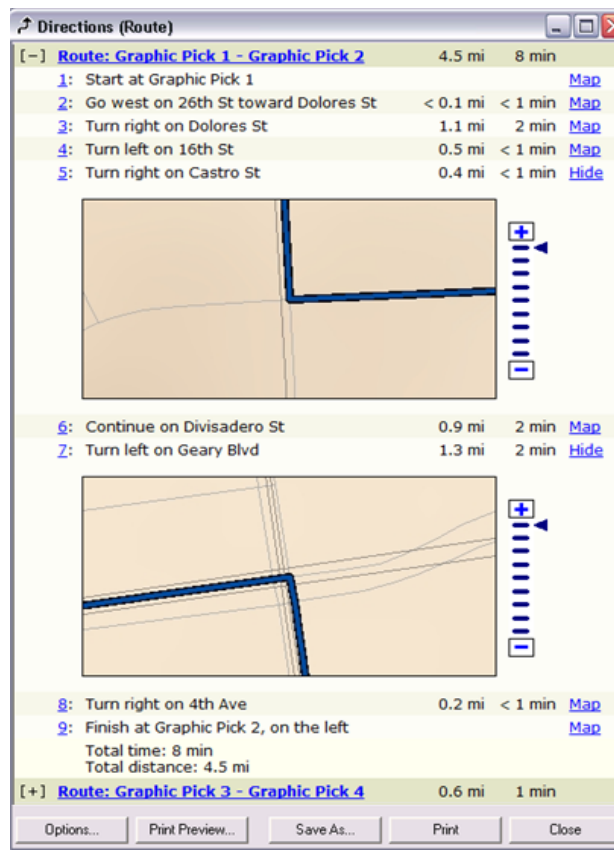 Directions (Route)
[-] Route: Graphic Pick 1 - Graphic Pick 2 4.5 mi 8 min
1: Start at Graphic Pick 1 Map
2: Go west on 26th St toward Dolores St < 0.1 mi < 1 min Map
3: Turn right on Dolores St 1.1 mi 2 min Map
4: Turn left on 16th St 0.5 mi < 1 min Map
5: Turn right on Castro St 0.4 mi < 1 min Hide
6: Continue on Divisadero St 0.9 mi 2 min Map
7: Turn left on Geary Blvd 1.3 mi 2 min Hide
8: Turn right on 4th Ave 0.2 mi < 1 min Map
9: Finish at Graphic Pick 2, on the left Map
Total time: 8 min
Total distance: 4.5 mi
[+] Route: Graphic Pick 3 - Graphic Pick 4 0.6 mi 1 min
Options... Print Preview... Save As... Print Close